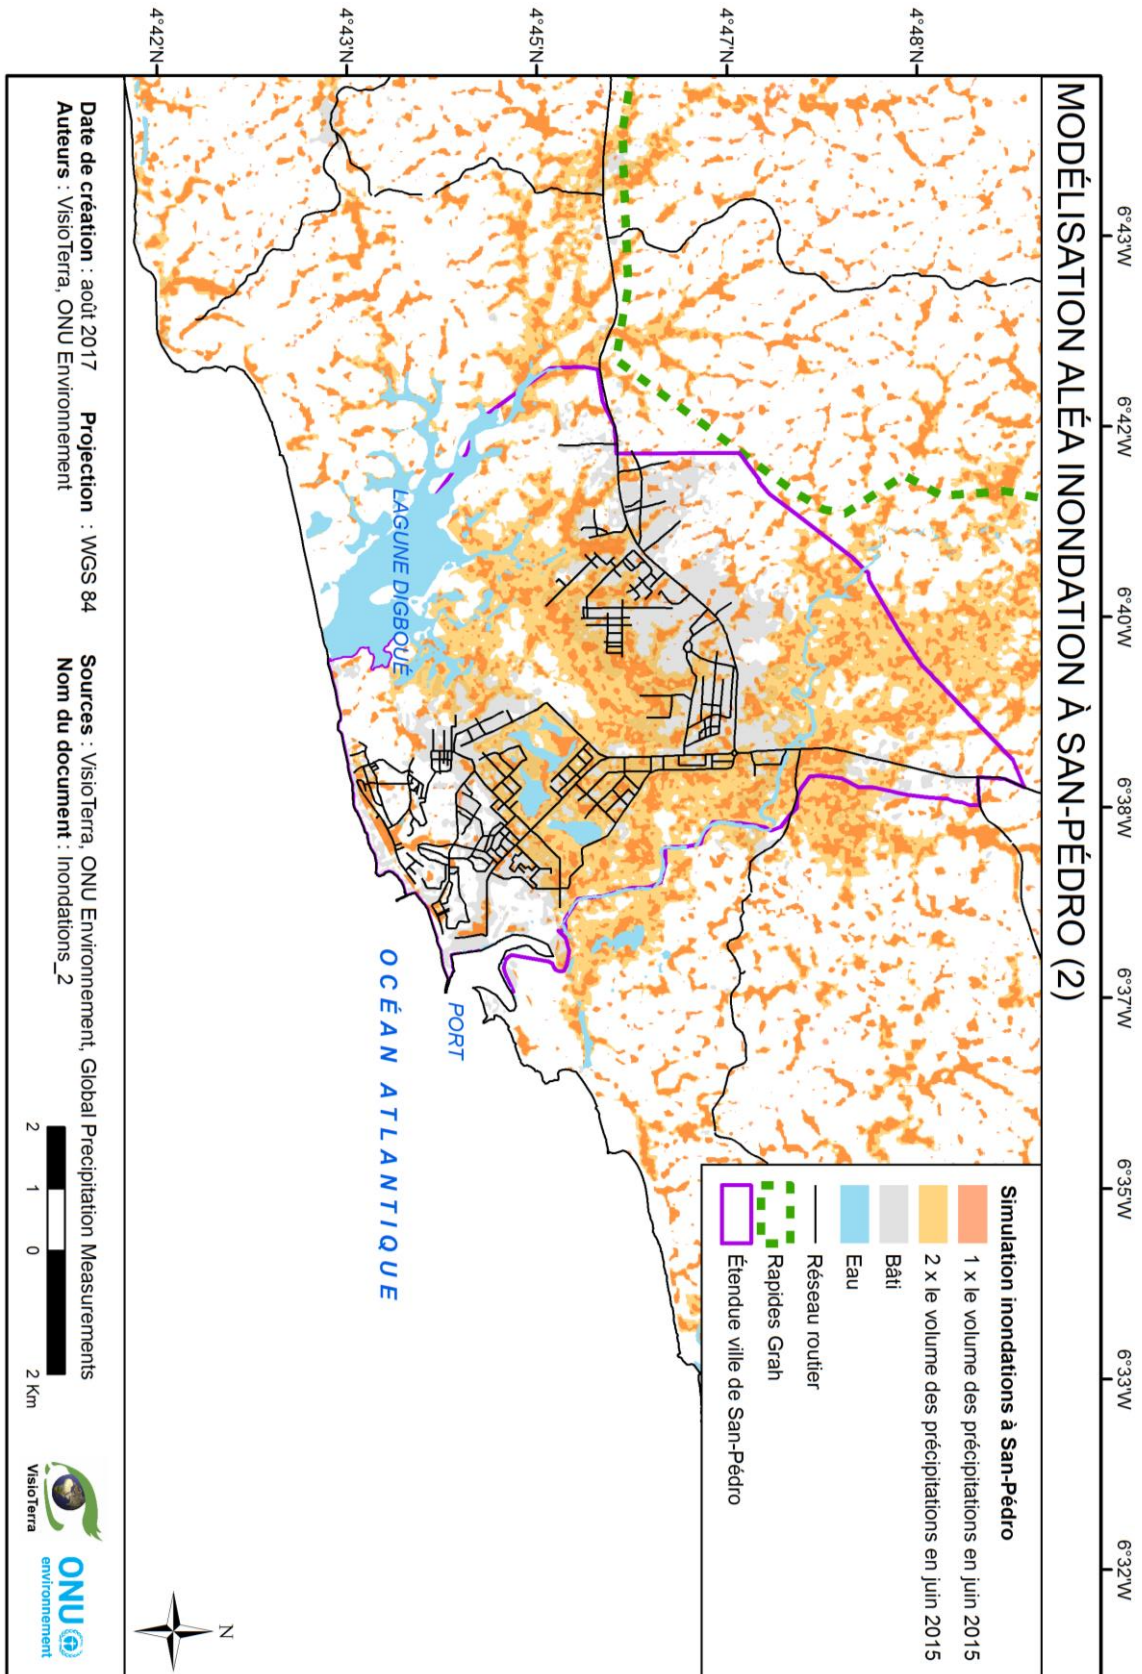 MODÉLISATION ALÉA INONDATION À SAN-PÉDRO (2)
6°43'W
6°42'W
6°40'W
6°38'W
6°37'W
6°35'W
6°33'W
6°32'W
4°48'N
4°47'N
4°45'N
4°43'N
4°42'N
Simulation inondations à San-Pédro
1 x le volume des précipitations en juin 2015
2 x le volume des précipitations en juin 2015
Bâti
Eau
Réseau routier
Rapides Grah
Étendue ville de San-Pédro
LAGUNE DIGBOUÉ
PORT
OCÉAN ATLANTIQUE
N
Date de création : août 2017 Projection : WGS 84 Sources : VisioTerra, ONU Environnement, Global Precipitation Measurements
Auteurs : VisioTerra, ONU Environnement Nom du document : Inondations_2
2 1 0 2 Km
VisioTerra
ONU
environnement